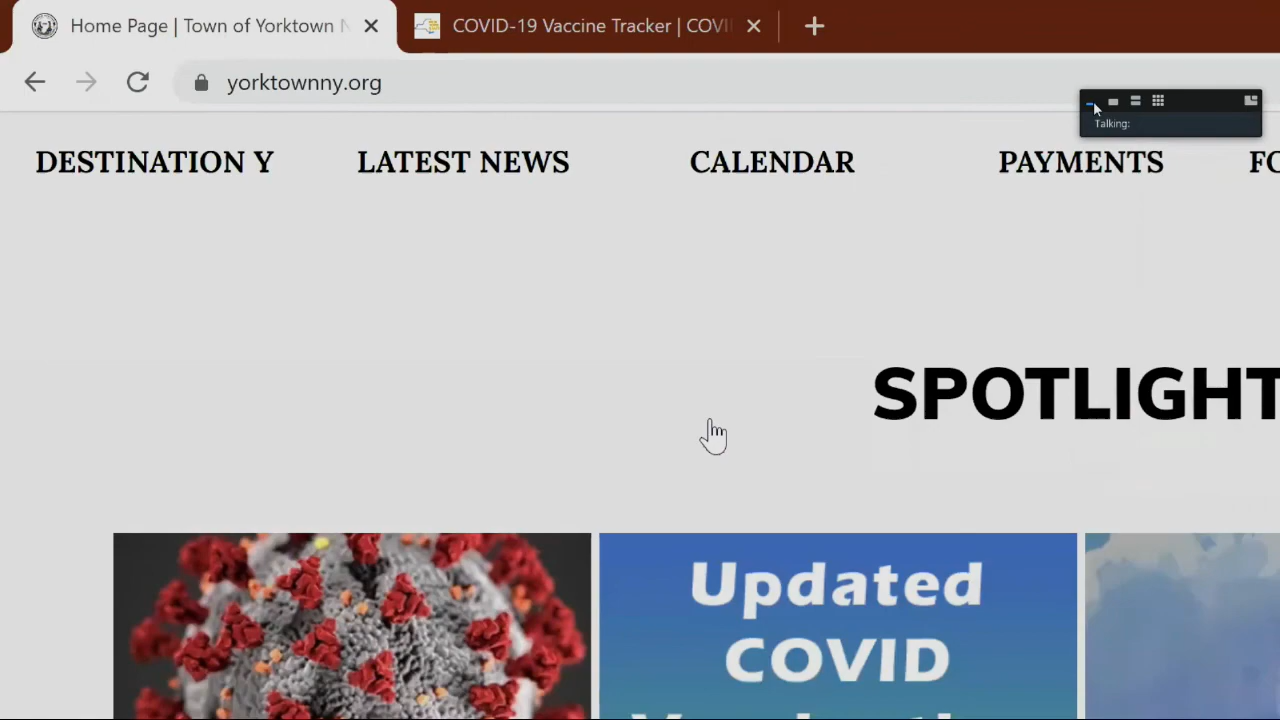 Home Page | Town of Yorktown
COVID-19 Vaccine Tracker | COVI
yorktownny.org
Talking:
DESTINATION Y
LATEST NEWS
CALENDAR
PAYMENTS
FO
SPOTLIGHT
Updated
COVID